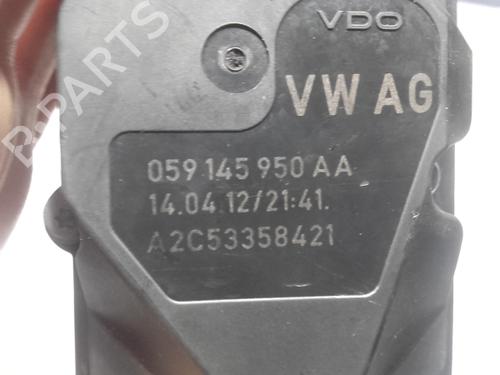 VDO
VW AG
059 145 950 AA
14.04.12/21:41.
A2C53358421
B-PARTS